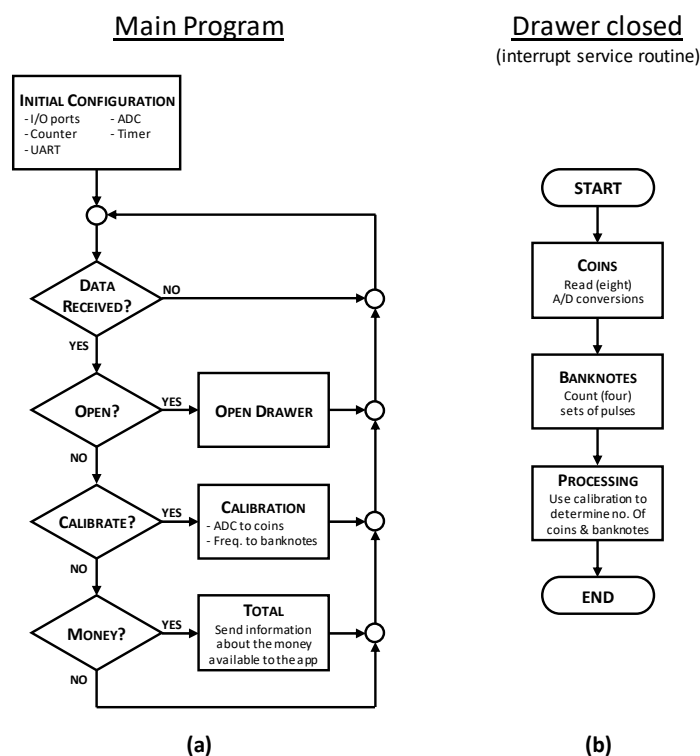 Main Program
INITIAL CONFIGURATION
- I/O ports - ADC
- Counter - Timer
- UART
DATA
RECEIVED?
NO
YES
OPEN?
YES
OPEN DRAWER
NO
CALIBRATE?
YES
CALIBRATION
- ADC to coins
- Freq. to banknotes
NO
MONEY?
YES
TOTAL
Send information
about the money
available to the app
NO
(a)
Drawer closed
(interrupt service routine)
START
COINS
Read (eight)
A/D conversions
BANKNOTES
Count (four)
sets of pulses
PROCESSING
Use calibration to
determine no. Of
coins & banknotes
END
(b)